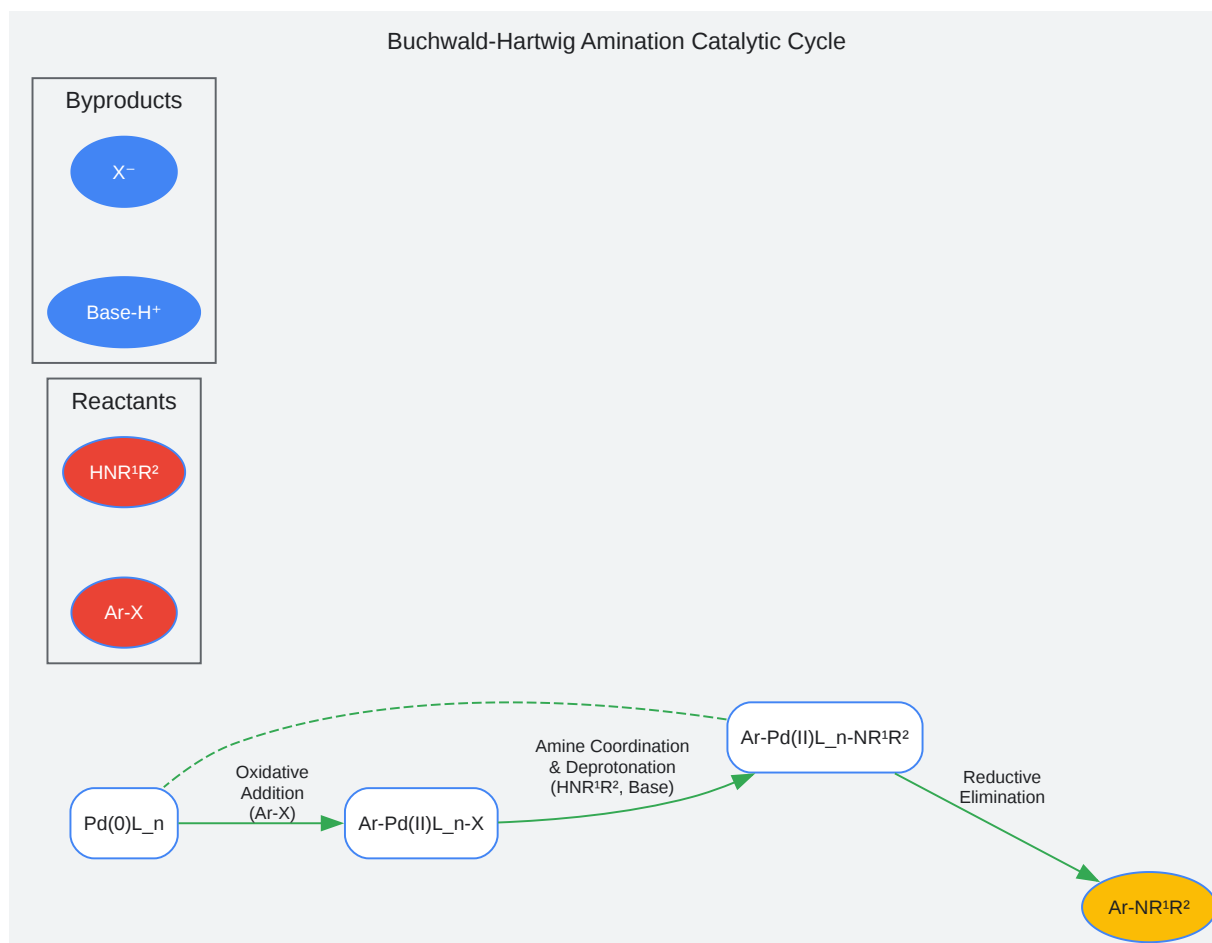 Buchwald-Hartwig Amination Catalytic Cycle
Byproducts
X⁻
Base-H⁺
Reactants
HNR¹R²
Ar-X
Pd(0)L_n
Oxidative
Addition
(Ar-X)
Ar-Pd(II)L_n-X
Amine Coordination
& Deprotonation
(HNR¹R², Base)
Ar-Pd(II)L_n-NR¹R²
Reductive
Elimination
Ar-NR¹R²